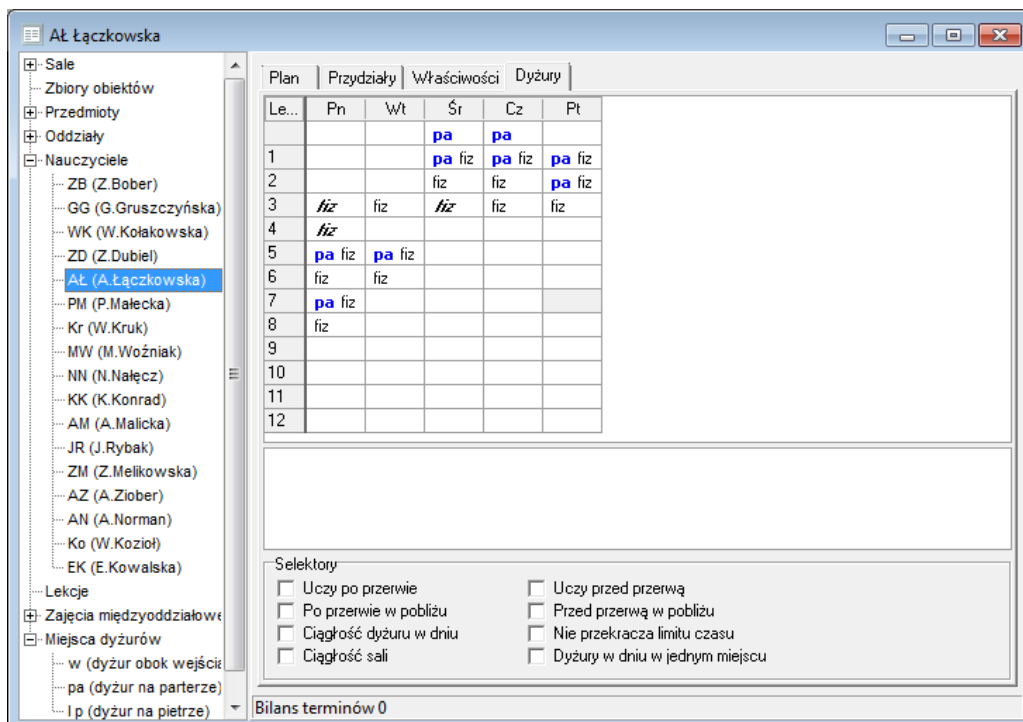 AŁ Łączkowska
Sale
Zbiory obiektów
Przedmioty
Oddziały
Nauczyciele
ZB (Z.Bober)
GG (G.Gruszczyńska)
WK (W.Kołakowska)
ZD (Z.Dubiel)
AŁ (A.Łączkowska)
PM (P.Małecka)
Kr (W.Kruk)
MW (M.Woźniak)
NN (N.Nałęcz)
KK (K.Konrad)
AM (A.Malicka)
JR (J.Rybak)
ZM (Z.Melikowska)
AZ (A.Ziober)
AN (A.Norman)
Ko (W.Kozioł)
EK (E.Kowalska)
Lekcje
Zajęcia międzyoddziałowe
Miejsca dyżurów
w (dyżur obok wejścia
pa (dyżur na parterze)
I p (dyżur na pietrze)
Plan Przydziały Właściwości Dyżury
Le... Pn Wt Śr Cz Pt
pa pa
1 pa fiz pa fiz pa fiz
2 fiz fiz pa fiz
3 fiz fiz fiz fiz fiz
4 fiz
5 pa fiz pa fiz
6 fiz fiz
7 pa fiz
8 fiz
9
10
11
12
Selektory
Uczy po przerwie Uczy przed przerwą
Po przerwie w pobliżu Przed przerwą w pobliżu
Ciągłość dyżuru w dniu Nie przekracza limitu czasu
Ciągłość sali Dyżury w dniu w jednym miejscu
Bilans terminów 0